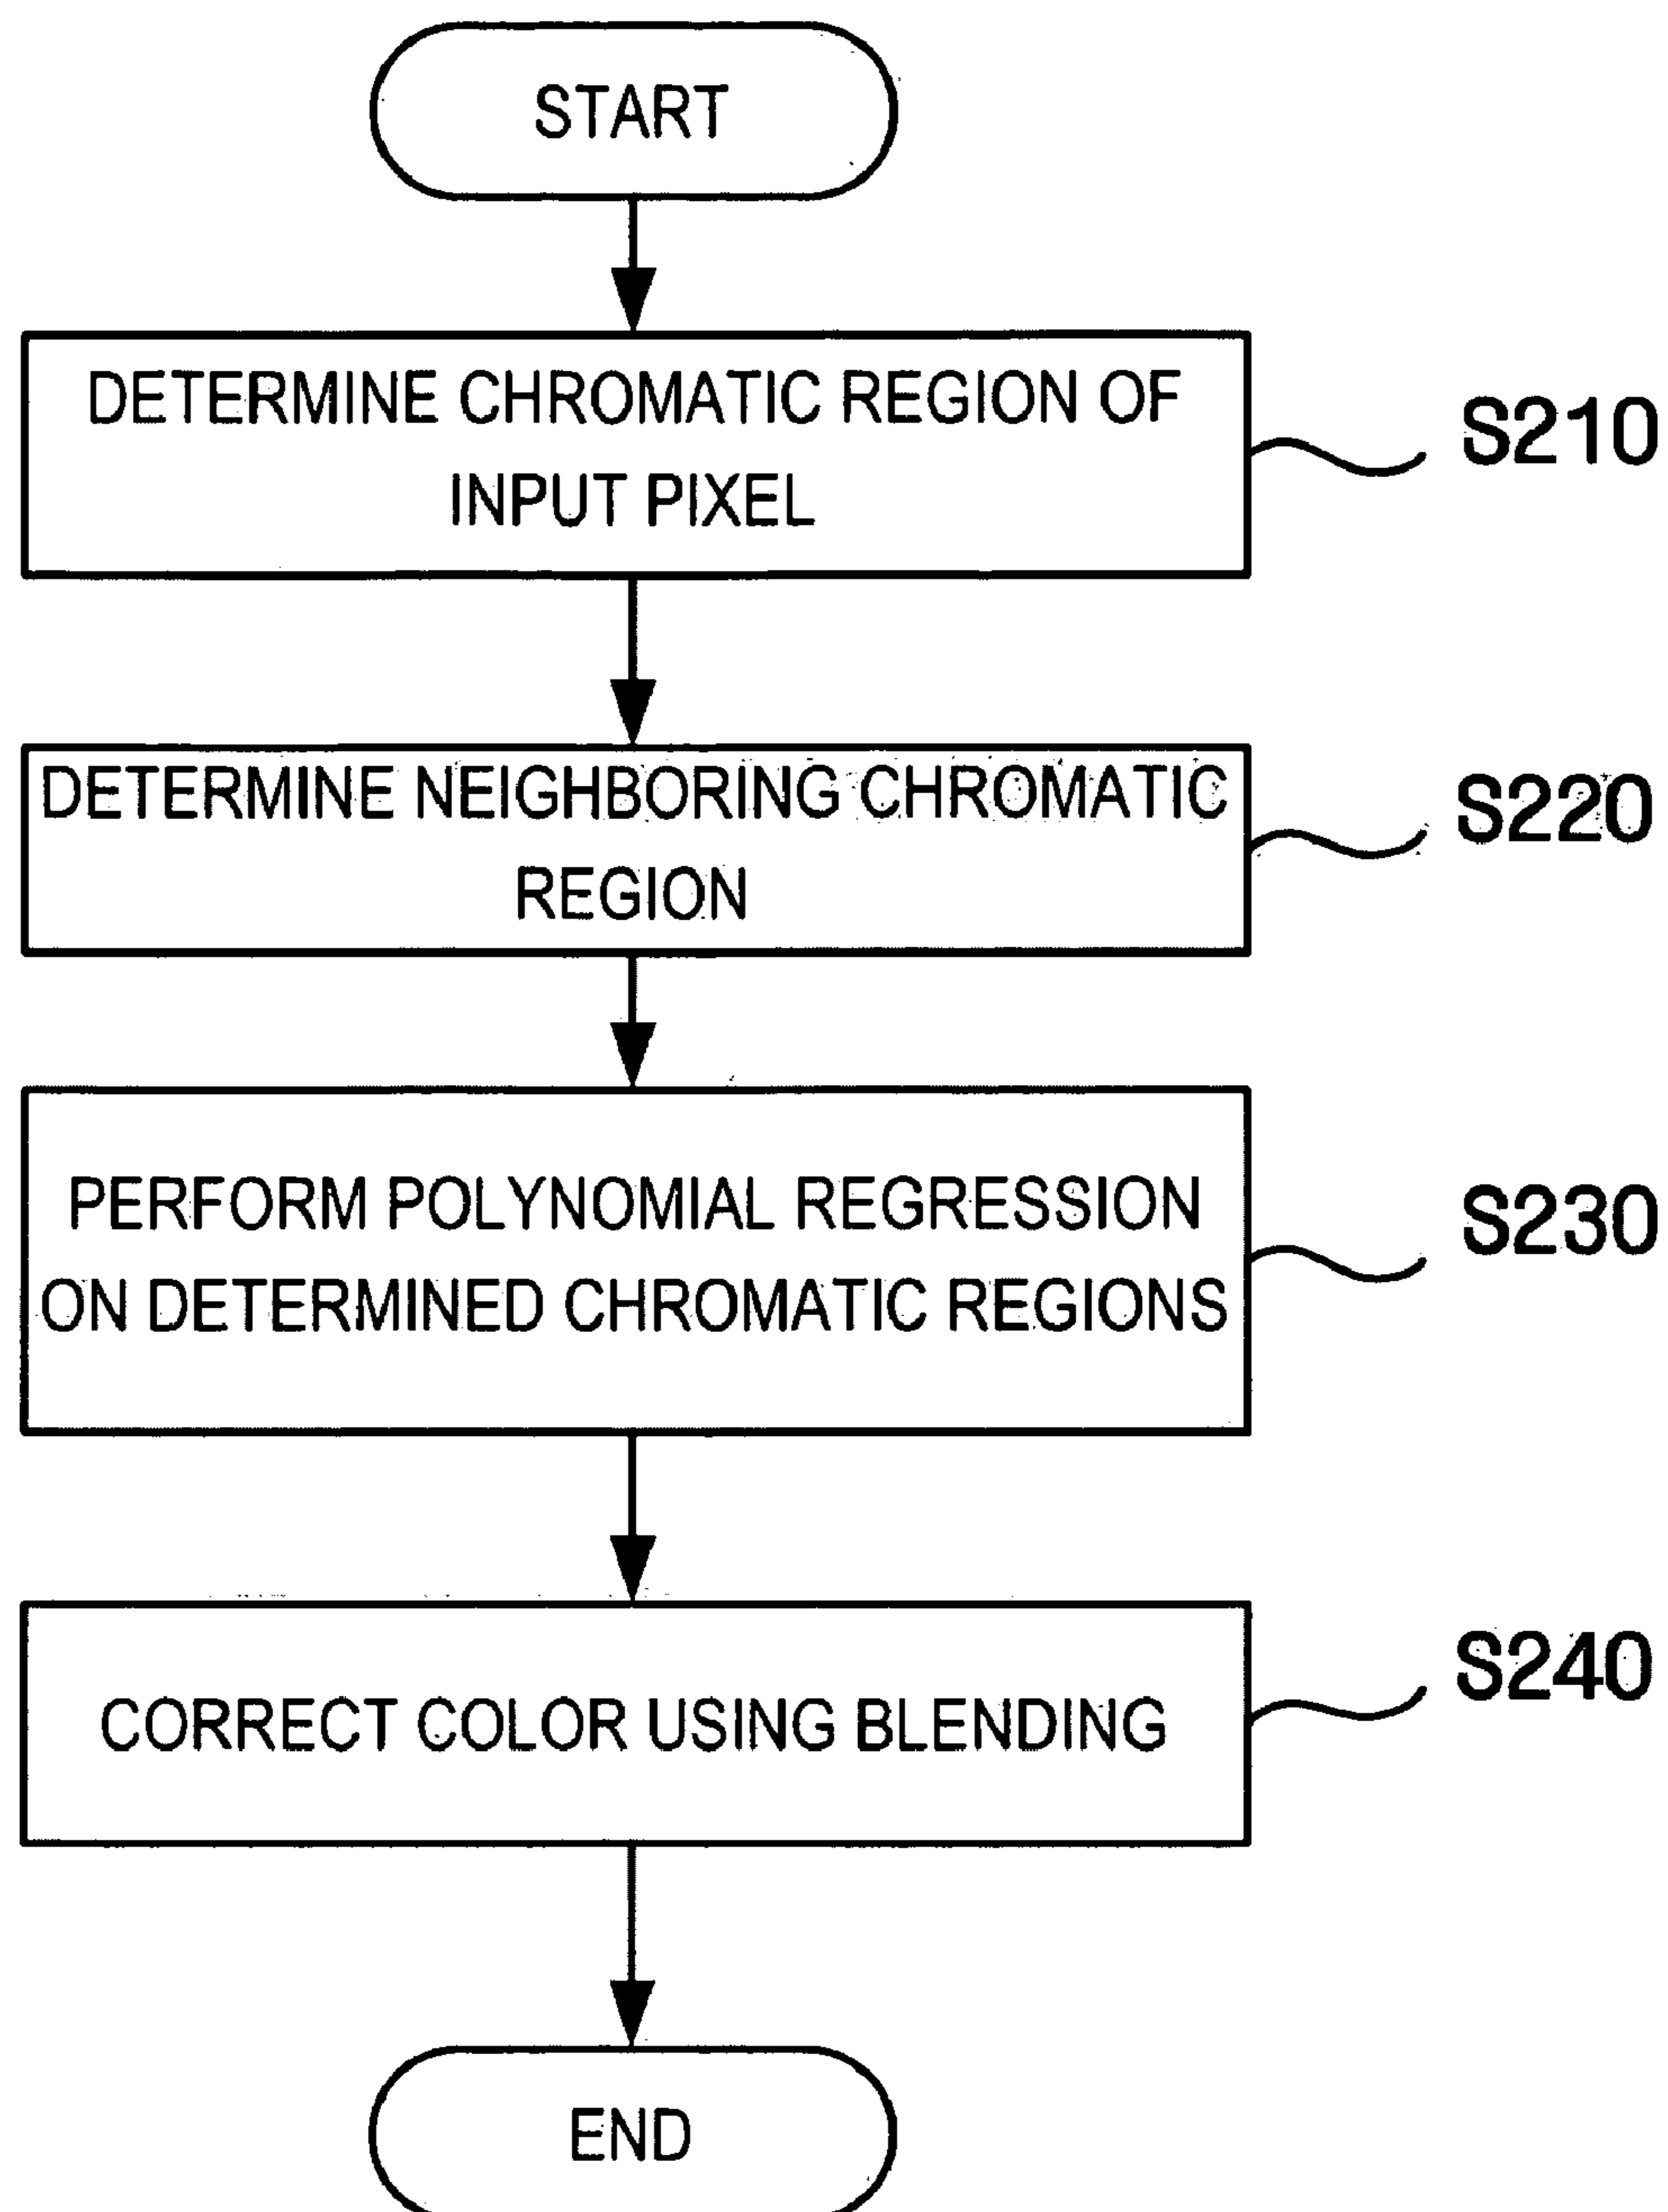 START
DETERMINE CHROMATIC REGION OF
INPUT PIXEL
S210
DETERMINE NEIGHBORING CHROMATIC
REGION
S220
PERFORM POLYNOMIAL REGRESSION
ON DETERMINED CHROMATIC REGIONS
S230
CORRECT COLOR USING BLENDING
S240
END